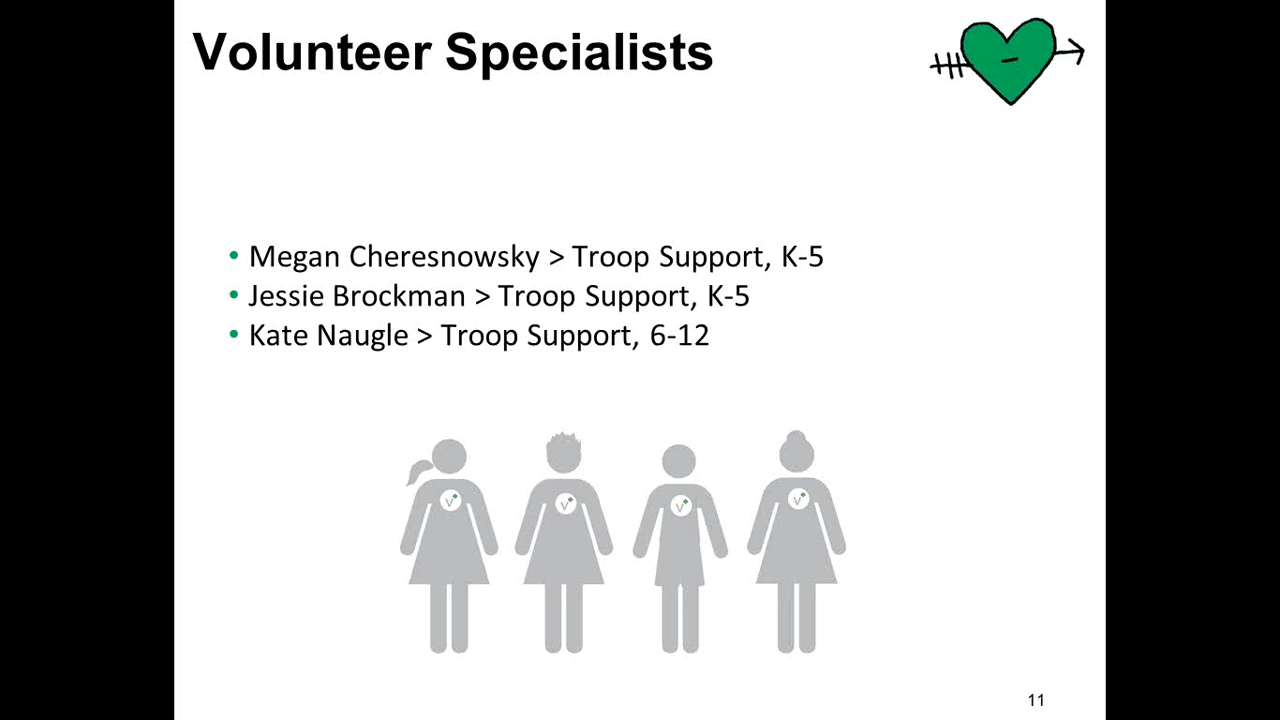 Volunteer Specialists
• Megan Cheresnowsky > Troop Support, K-5
• Jessie Brockman > Troop Support, K-5
• Kate Naugle > Troop Support, 6-12
V V V V
11